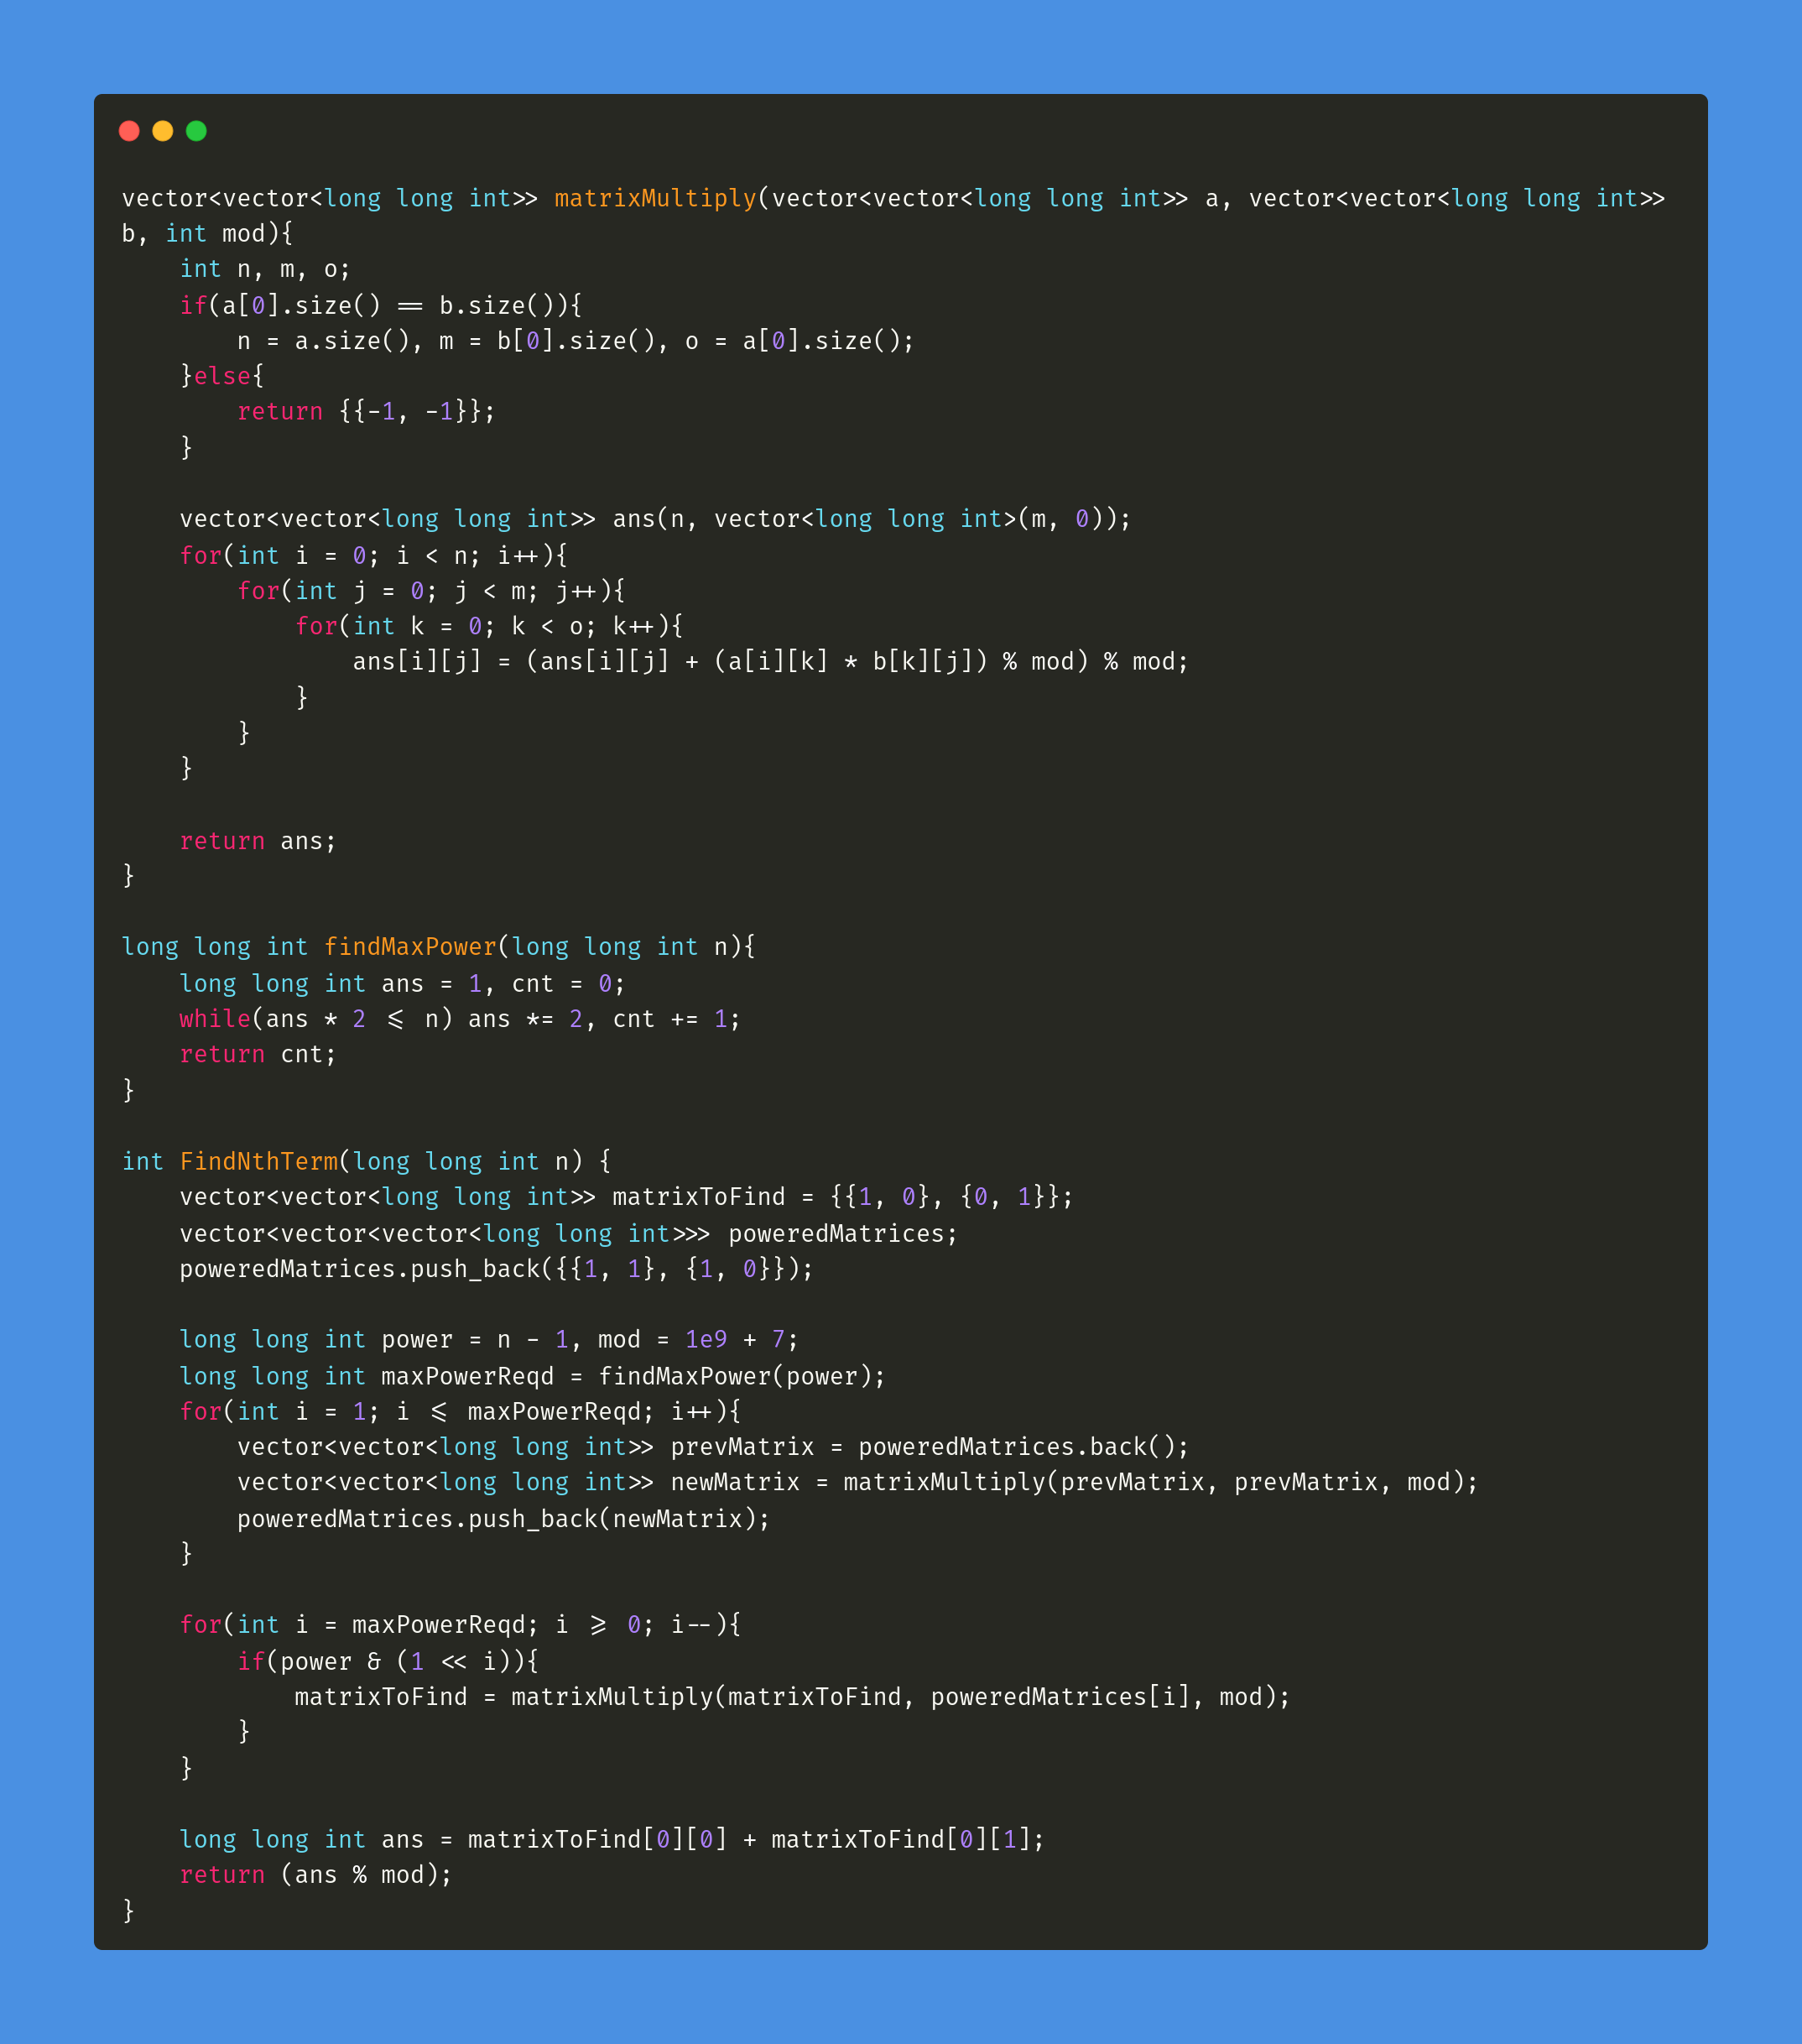 vector<vector<long long int>> matrixMultiply(vector<vector<long long int>> a, vector<vector<long long int>>
b, int mod){
    int n, m, o;
    if(a[0].size() == b.size()){
        n = a.size(), m = b[0].size(), o = a[0].size();
    }else{
        return {{-1, -1}};
    }

    vector<vector<long long int>> ans(n, vector<long long int>(m, 0));
    for(int i = 0; i < n; i++){
        for(int j = 0; j < m; j++){
            for(int k = 0; k < o; k++){
                ans[i][j] = (ans[i][j] + (a[i][k] * b[k][j]) % mod) % mod;
            }
        }
    }

    return ans;
}

long long int findMaxPower(long long int n){
    long long int ans = 1, cnt = 0;
    while(ans * 2 <= n) ans *= 2, cnt += 1;
    return cnt;
}

int FindNthTerm(long long int n) {
    vector<vector<long long int>> matrixToFind = {{1, 0}, {0, 1}};
    vector<vector<vector<long long int>>> poweredMatrices;
    poweredMatrices.push_back({{1, 1}, {1, 0}});

    long long int power = n - 1, mod = 1e9 + 7;
    long long int maxPowerReqd = findMaxPower(power);
    for(int i = 1; i <= maxPowerReqd; i++){
        vector<vector<long long int>> prevMatrix = poweredMatrices.back();
        vector<vector<long long int>> newMatrix = matrixMultiply(prevMatrix, prevMatrix, mod);
        poweredMatrices.push_back(newMatrix);
    }

    for(int i = maxPowerReqd; i >= 0; i--){
        if(power & (1 << i)){
            matrixToFind = matrixMultiply(matrixToFind, poweredMatrices[i], mod);
        }
    }

    long long int ans = matrixToFind[0][0] + matrixToFind[0][1];
    return (ans % mod);
}